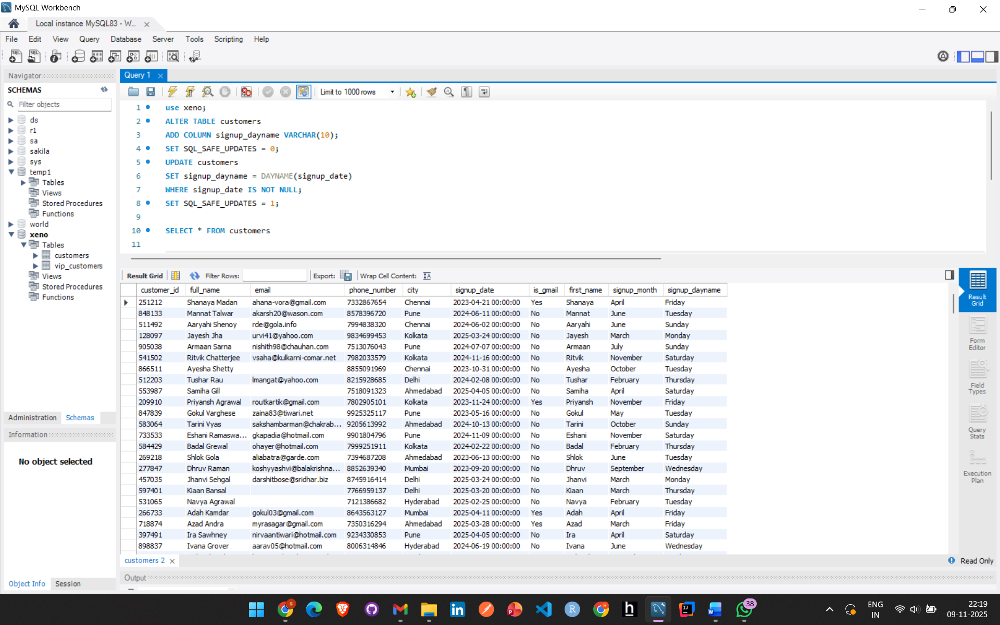 MySQL Workbench
Local instance MySQL83 - W...
File Edit View Query Database Server Tools Scripting Help
Navigator
SCHEMAS
Filter objects
ds
r1
sa
sakila
sys
temp1
Tables
Views
Stored Procedures
Functions
world
xeno
Tables
customers
vip_customers
Views
Stored Procedures
Functions
Administration Schemas
Information
No object selected
Object Info Session
Query 1
Limit to 1000 rows
1 use xeno;
2 ALTER TABLE customers
3 ADD COLUMN signup_dayname VARCHAR(10);
4 SET SQL_SAFE_UPDATES = 0;
5 UPDATE customers
6 SET signup_dayname = DAYNAME(signup_date)
7 WHERE signup_date IS NOT NULL;
8 SET SQL_SAFE_UPDATES = 1;
9
10 SELECT * FROM customers
11
Result Grid Filter Rows: Export: Wrap Cell Content:
customer_id full_name email phone_number city signup_date is_gmail first_name signup_month signup_dayname
251212 Shanaya Madan ahana-vora@gmail.com 7332867654 Chennai 2023-04-21 00:00:00 Yes Shanaya April Friday
848133 Mannat Talwar akarsh20@wason.com 8578396720 Pune 2024-06-11 00:00:00 No Mannat June Tuesday
511492 Aaryahi Shenoy rde@gola.info 7994838320 Chennai 2024-06-02 00:00:00 No Aaryahi June Sunday
128097 Jayesh Jha urvi41@yahoo.com 9834699453 Kolkata 2025-03-24 00:00:00 No Jayesh March Monday
905038 Armaan Sarna nishith98@chauhan.com 7513076043 Pune 2024-07-07 00:00:00 No Armaan July Sunday
541502 Ritvik Chatterjee vsaha@kulkarni-comar.net 7982033579 Kolkata 2024-11-16 00:00:00 No Ritvik November Saturday
866511 Ayesha Shetty 8855091969 Chennai 2023-10-31 00:00:00 No Ayesha October Tuesday
512203 Tushar Rau lmangat@yahoo.com 8215928685 Delhi 2024-02-08 00:00:00 No Tushar February Thursday
553987 Samiha Gill 7518091323 Ahmedabad 2025-04-05 00:00:00 No Samiha April Saturday
209910 Priyansh Agrawal routkartik@gmail.com 7802905101 Kolkata 2023-11-24 00:00:00 Yes Priyansh November Friday
847839 Gokul Varghese zaina83@tiwari.net 9925325117 Pune 2023-05-16 00:00:00 No Gokul May Tuesday
583064 Tarini Vyas sakshambarman@chakrab... 9205613992 Ahmedabad 2024-10-13 00:00:00 No Tarini October Sunday
733533 Eshani Ramaswa... gkapadia@hotmail.com 9901804796 Pune 2024-11-09 00:00:00 No Eshani November Saturday
584429 Badal Grewal ohayer@hotmail.com 7999251911 Kolkata 2024-02-22 00:00:00 No Badal February Thursday
269218 Shlok Gola aliabatra@garde.com 7394687208 Ahmedabad 2023-06-13 00:00:00 No Shlok June Tuesday
277847 Dhruv Raman koshyyashvi@balakrishna... 8852639340 Mumbai 2023-09-20 00:00:00 No Dhruv September Wednesday
457035 Jhanvi Sehgal darshitbose@sridhar.biz 8745916414 Delhi 2025-03-24 00:00:00 No Jhanvi March Monday
597401 Kiaan Bansal 7766959137 Delhi 2025-03-20 00:00:00 No Kiaan March Thursday
531065 Navya Agrawal 7121386682 Hyderabad 2025-02-25 00:00:00 No Navya February Tuesday
266733 Adah Kamdar gokul03@gmail.com 8643563127 Mumbai 2025-04-11 00:00:00 Yes Adah April Friday
718874 Azad Andra myrasagar@gmail.com 7350316294 Ahmedabad 2025-03-28 00:00:00 Yes Azad March Friday
397491 Ira Sawhney nirvaantiwari@hotmail.com 9234330853 Pune 2025-04-05 00:00:00 No Ira April Saturday
898837 Ivana Grover aarav05@hotmail.com 8006314846 Hyderabad 2024-06-19 00:00:00 No Ivana June Wednesday
Result Grid
Form Editor
Field Types
Query Stats
Execution Plan
customers 2
Read Only
Output
38
ENG
IN
22:19
09-11-2025